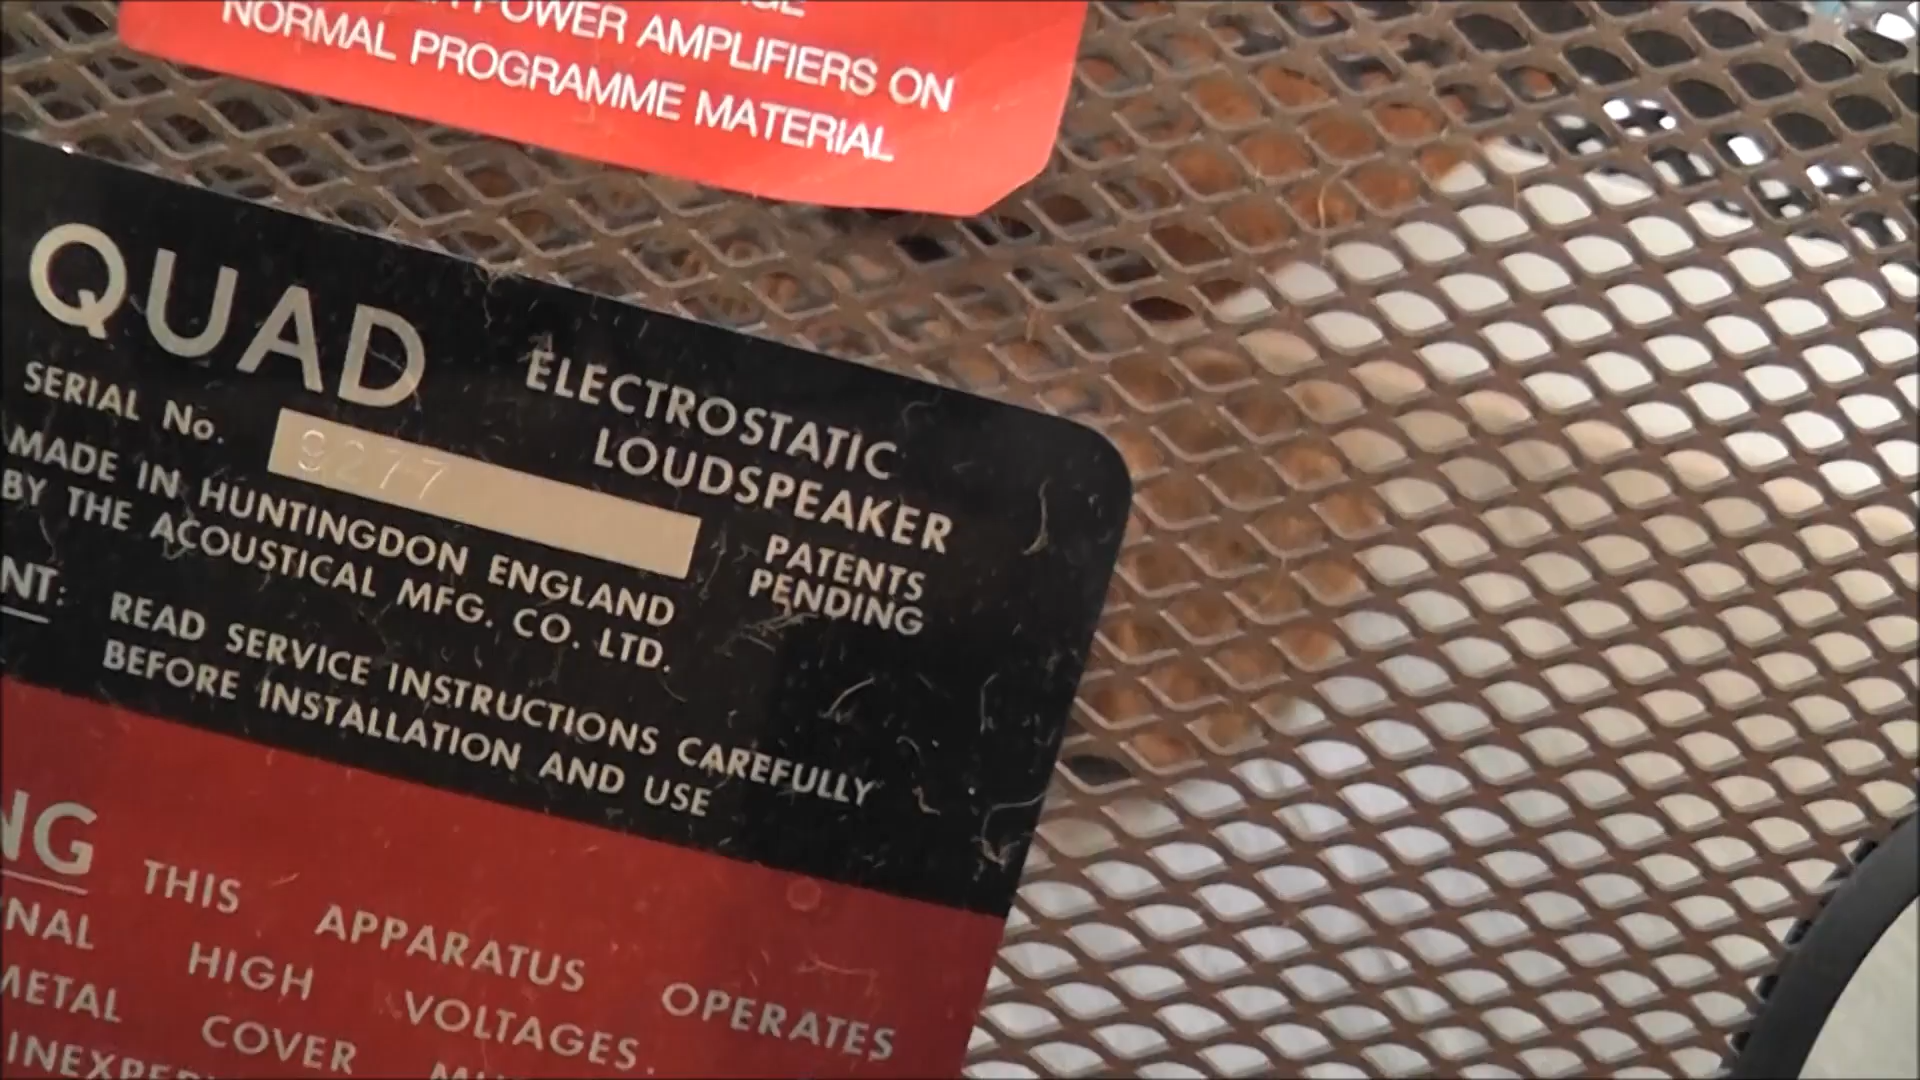 POWER AMPLIFIERS ON
NORMAL PROGRAMME MATERIAL
QUAD
ELECTROSTATIC
LOUDSPEAKER
SERIAL No. 9277
PATENTS
PENDING
MADE IN HUNTINGDON ENGLAND
BY THE ACOUSTICAL MFG. CO. LTD.
NT: READ SERVICE INSTRUCTIONS CAREFULLY
BEFORE INSTALLATION AND USE
NG THIS APPARATUS OPERATES
NAL HIGH VOLTAGES.
METAL COVER